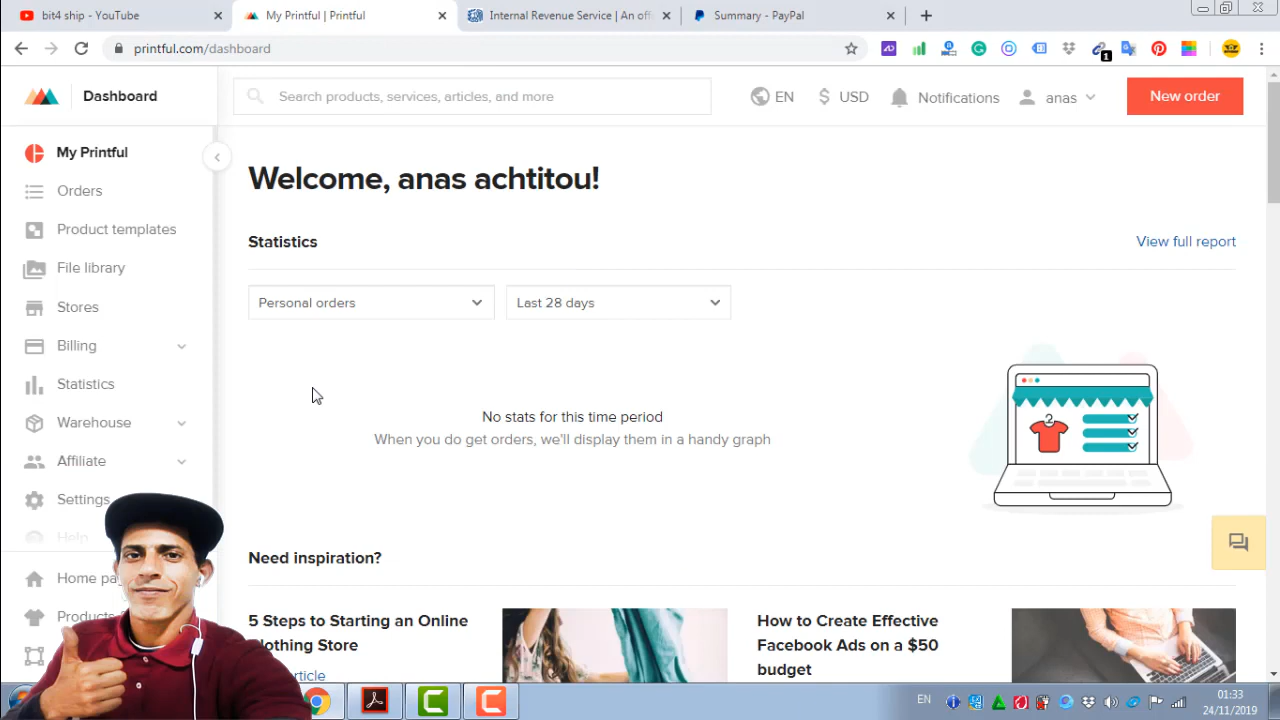 bit4 ship - YouTube
My Printful | Printful
Internal Revenue Service | An off
Summary - PayPal
printful.com/dashboard
1
Dashboard
Search products, services, articles, and more
EN
$ USD
Notifications
anas
New order
My Printful
Orders
Product templates
File library
Stores
Billing
Statistics
Warehouse
Affiliate
Settings
Help
Home pa
Products
Welcome, anas achtitou!
Statistics
View full report
Personal orders
Last 28 days
No stats for this time period
When you do get orders, we'll display them in a handy graph
Need inspiration?
5 Steps to Starting an Online
lothing Store
rticle
How to Create Effective
Facebook Ads on a $50
budget
EN
01:33
24/11/2019